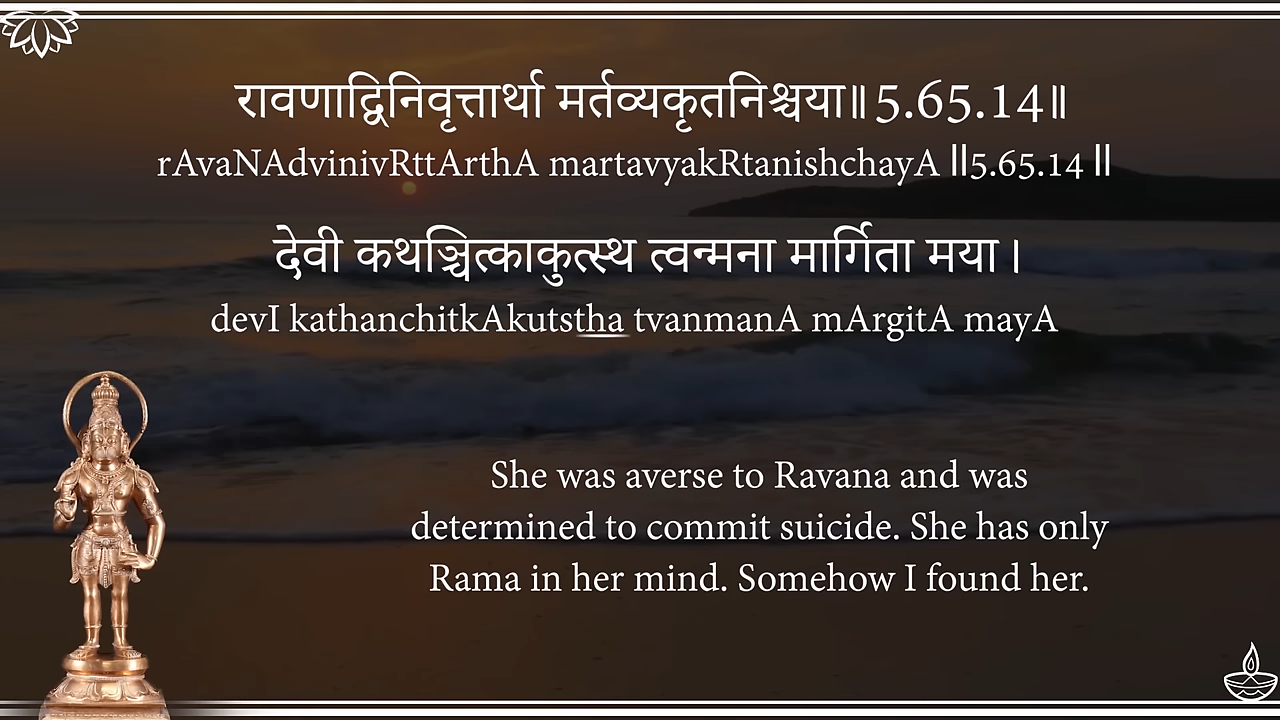 रावणाद्विनिवृत्तार्था मर्तव्यकृतनिश्चया॥5.65.14॥
rAvaNAdvinivRttArthA martavyakRtanishchayA ||5.65.14 ||
देवी कथञ्चित्काकुत्स्थ त्वन्मना मार्गिता मया।
devI kathanchitkAkutstha tvanmanA mArgitA mayA
She was averse to Ravana and was
determined to commit suicide. She has only
Rama in her mind. Somehow I found her.